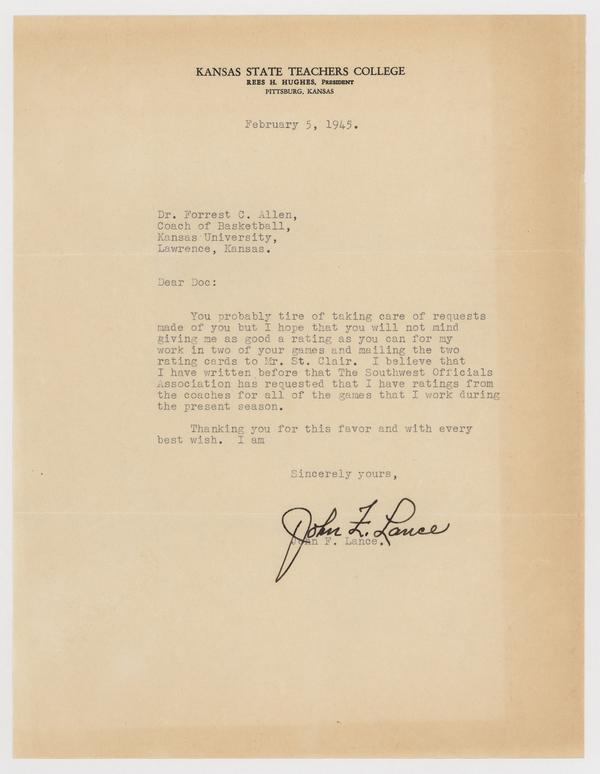 KANSAS STATE TEACHERS COLLEGE
REES H. HUGHES, PRESIDENT
PITTSBURG, KANSAS
February 5, 1945.
Dr. Forrest C. Allen,
Coach of Basketball,
Kansas University,
Lawrence, Kansas.
Dear Doc:
You probably tire of taking care of requests
made of you but I hope that you will not mind
giving me as good a rating as you can for my
work in two of your games and mailing the two
rating cards to Mr. St. Clair. I believe that
I have written before that The Southwest Officials
Association has requested that I have ratings from
the coaches for all of the games that I work during
the present season.
Thanking you for this favor and with every
best wish. I am
Sincerely yours,
John F. Lance
John F. Lance.